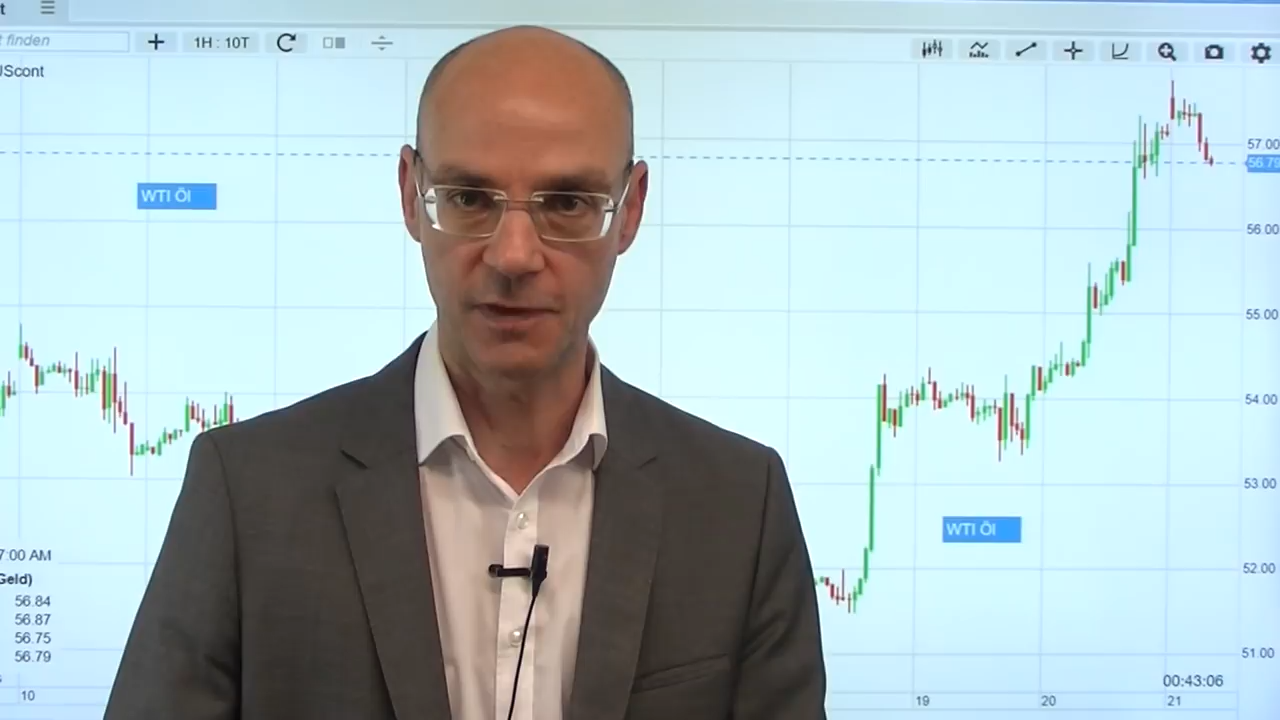 t
t finden
1H : 10T
JScont
WTI Öl
57.00
56.79
56.00
55.00
54.00
53.00
WTI Öl
52.00
51.00
7:00 AM
Geld)
56.84
56.87
56.75
56.79
00:43:06
10
19
20
21